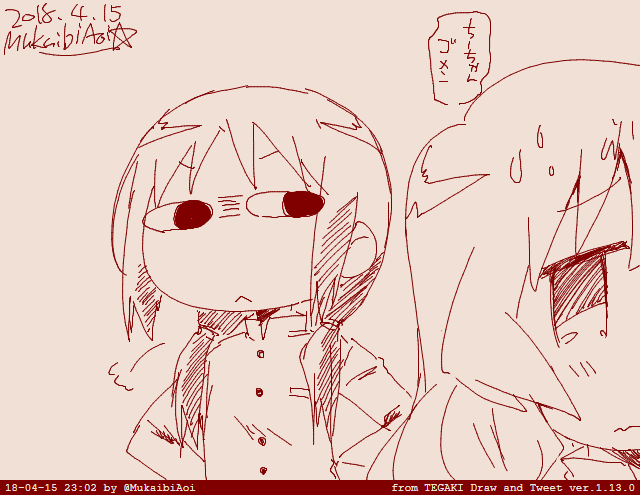 2018.4.15
MukaibiAoi☆
ちーちゃん
ゴメン
18-04-15 23:02 by @MukaibiAoi
from TEGAKI Draw and Tweet ver.1.13.0